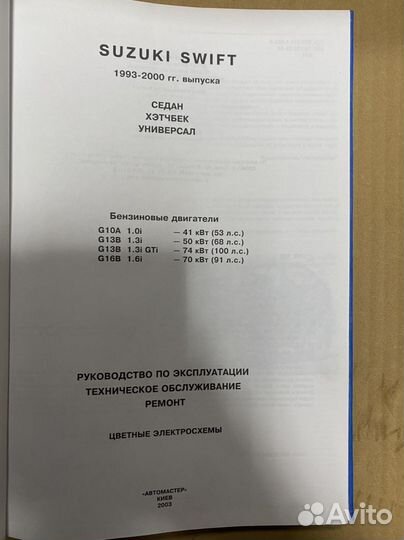 SUZUKI SWIFT
1993-2000 гг. выпуска
СЕДАН
ХЭТЧБЕК
УНИВЕРСАЛ
Бензиновые двигатели
G10A 1.0i – 41 кВт (53 л.с.)
G13B 1.3i – 50 кВт (68 л.с.)
G13B 1.3i GTi – 74 кВт (100 л.с.)
G16B 1.6i – 70 кВт (91 л.с.)
РУКОВОДСТВО ПО ЭКСПЛУАТАЦИИ
ТЕХНИЧЕСКОЕ ОБСЛУЖИВАНИЕ
РЕМОНТ
ЦВЕТНЫЕ ЭЛЕКТРОСХЕМЫ
«АВТОМАСТЕР»
КИЕВ
2003
Avito